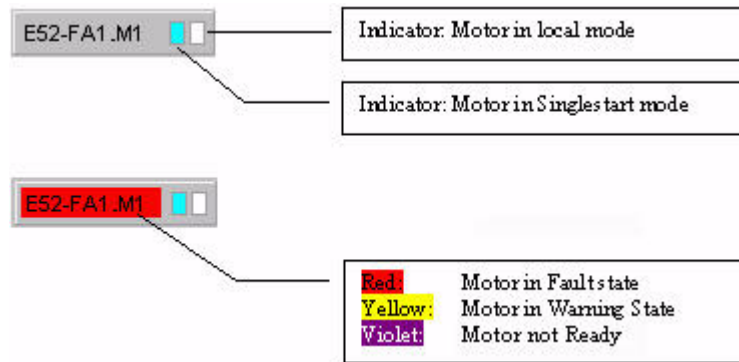 E52-FA1.M1
Indicator: Motor in local mode
Indicator: Motor in Singlestart mode
E52-FA1.M1
Red: Motor in Fault state
Yellow: Motor in Warning State
Violet: Motor not Ready